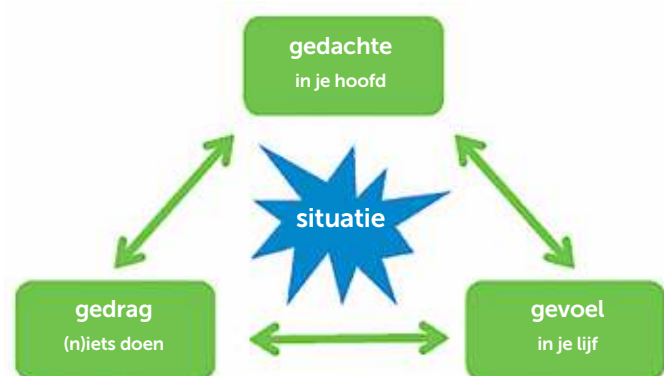 gedachte
in je hoofd
situatie
gedrag
(n)iets doen
gevoel
in je lijf